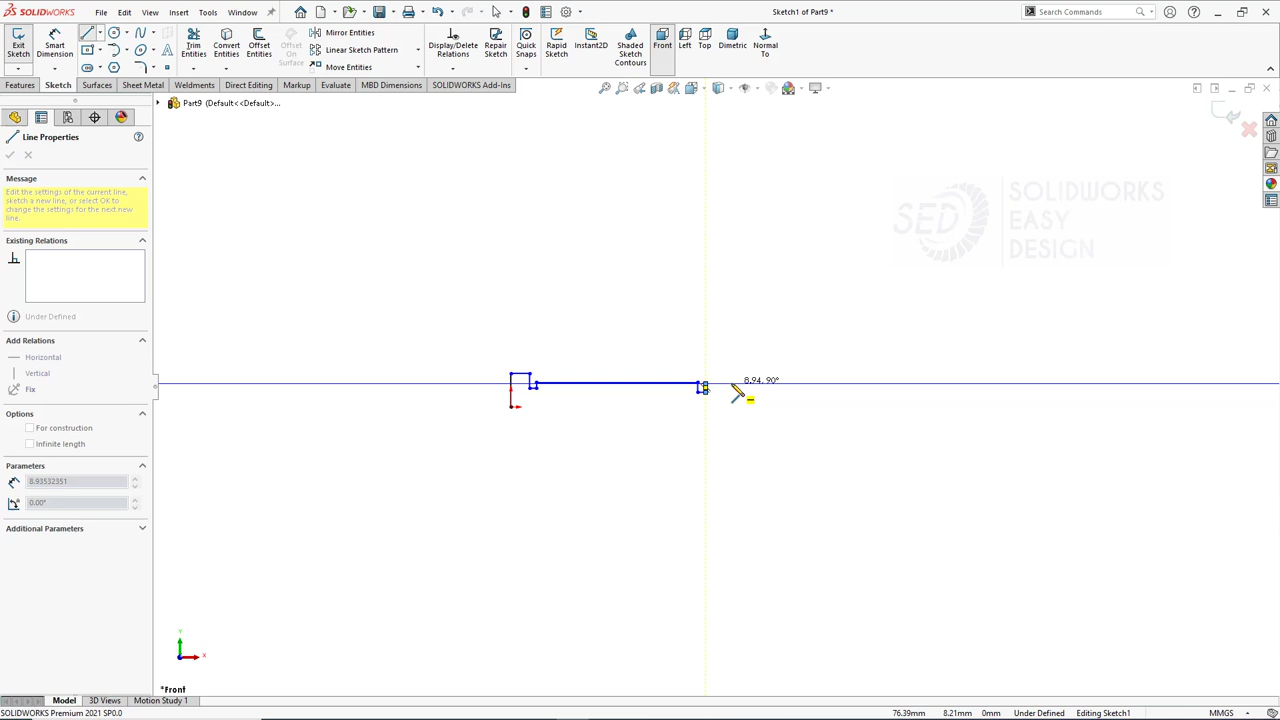 SOLIDWORKS
File
Edit
View
Insert
Tools
Window
Sketch1 of Part9 *
Search Commands
Exit Sketch
Smart Dimension
Trim Entities
Convert Entities
Offset Entities
Offset On Surface
Mirror Entities
Linear Sketch Pattern
Move Entities
Display/Delete Relations
Repair Sketch
Quick Snaps
Rapid Sketch
Instant2D
Shaded Sketch Contours
Front
Left
Top
Dimetric
Normal To
Features
Sketch
Surfaces
Sheet Metal
Weldments
Direct Editing
Markup
Evaluate
MBD Dimensions
SOLIDWORKS Add-Ins
Part9 (Default<<Default>...
Line Properties
Message
Edit the settings of the current line,
sketch a new line, or select OK to
change the settings for the next new
line.
Existing Relations
Under Defined
Add Relations
Horizontal
Vertical
Fix
Options
For construction
Infinite length
Parameters
8.93532351
0.00°
Additional Parameters
SED
SOLIDWORKS
EASY
DESIGN
8.94, 90°
Y
X
*Front
Model
3D Views
Motion Study 1
SOLIDWORKS Premium 2021 SP0.0
76.39mm
8.21mm
0mm
Under Defined
Editing Sketch1
MMGS